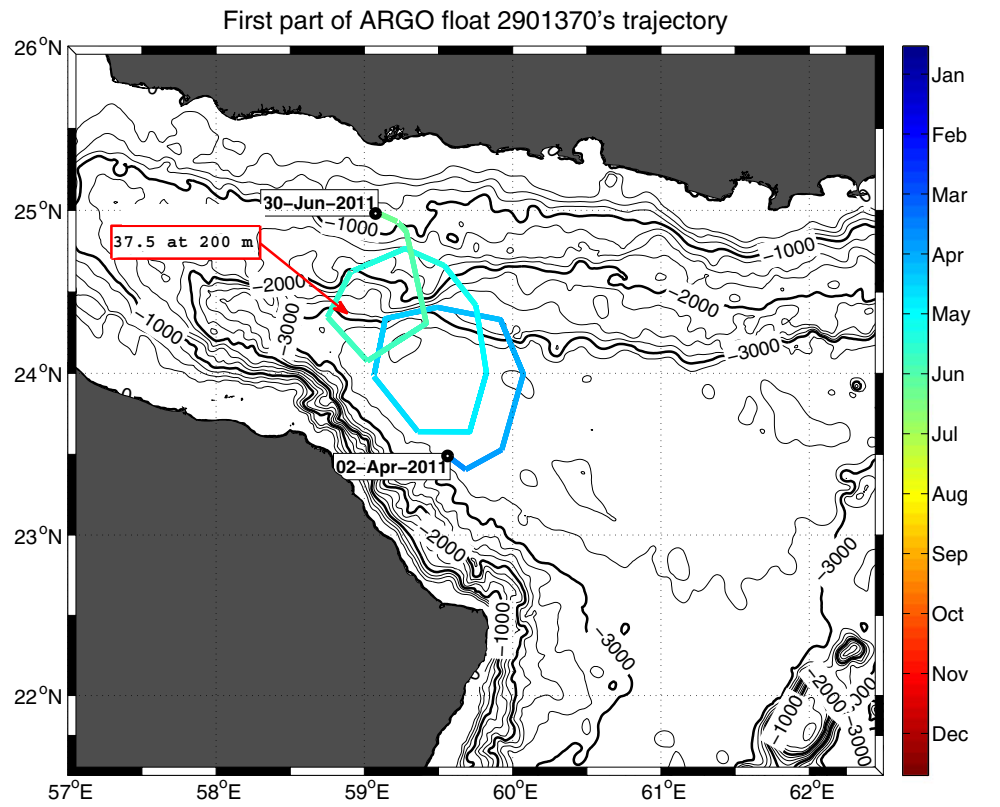 First part of ARGO float 2901370's trajectory
26°N
25°N
24°N
23°N
22°N
57°E
58°E
59°E
60°E
61°E
62°E
30−Jun−2011
37.5 at 200 m
02−Apr−2011
−1000
−1000
−2000
−2000
−1000
−3000
−3000
−2000
−3000
−1000
−3000
−2000
−1000
−3000
Jan
Feb
Mar
Apr
May
Jun
Jul
Aug
Sep
Oct
Nov
Dec